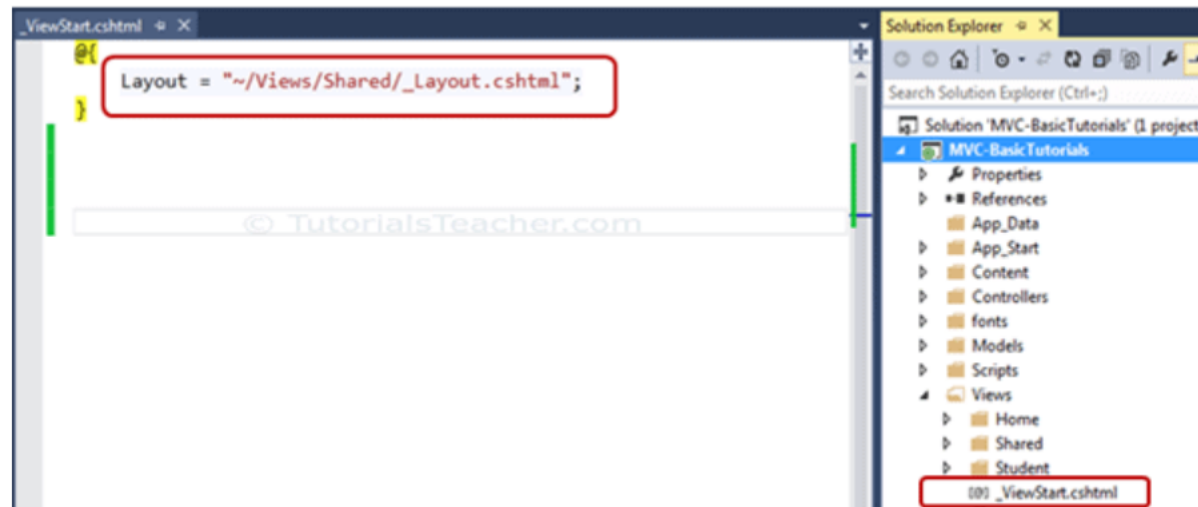 _ViewStart.cshtml
@{
Layout = "~/Views/Shared/_Layout.cshtml";
}
© TutorialsTeacher.com
Solution Explorer
Search Solution Explorer (Ctrl+;)
Solution 'MVC-BasicTutorials' (1 project
MVC-BasicTutorials
Properties
References
App_Data
App_Start
Content
Controllers
fonts
Models
Scripts
Views
Home
Shared
Student
_ViewStart.cshtml